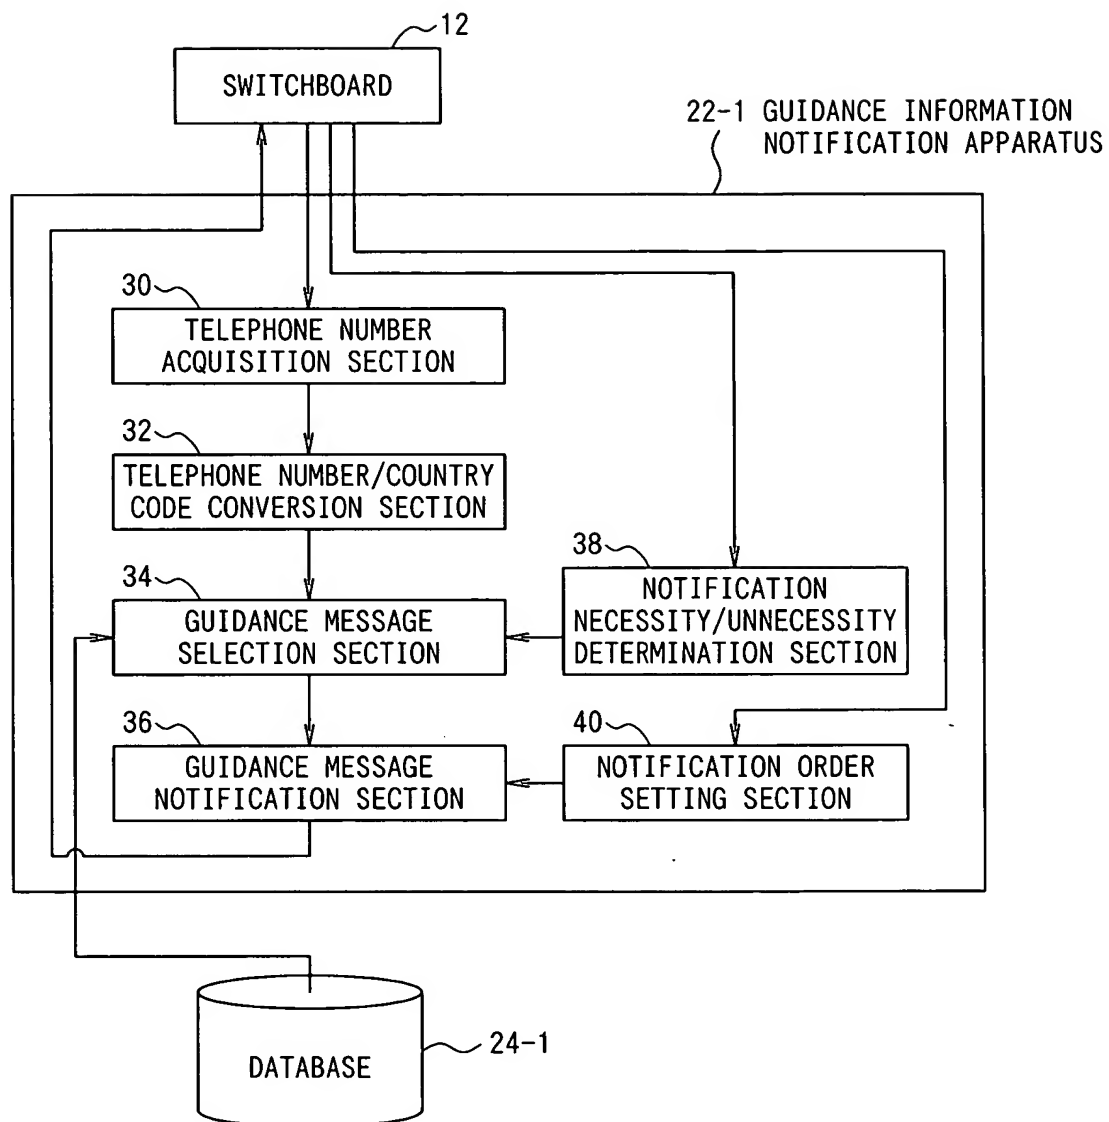 12
SWITCHBOARD
22-1 GUIDANCE INFORMATION
NOTIFICATION APPARATUS
30
TELEPHONE NUMBER
ACQUISITION SECTION
32
TELEPHONE NUMBER/COUNTRY
CODE CONVERSION SECTION
34
GUIDANCE MESSAGE
SELECTION SECTION
38
NOTIFICATION
NECESSITY/UNNECESSITY
DETERMINATION SECTION
36
GUIDANCE MESSAGE
NOTIFICATION SECTION
40
NOTIFICATION ORDER
SETTING SECTION
24-1
DATABASE